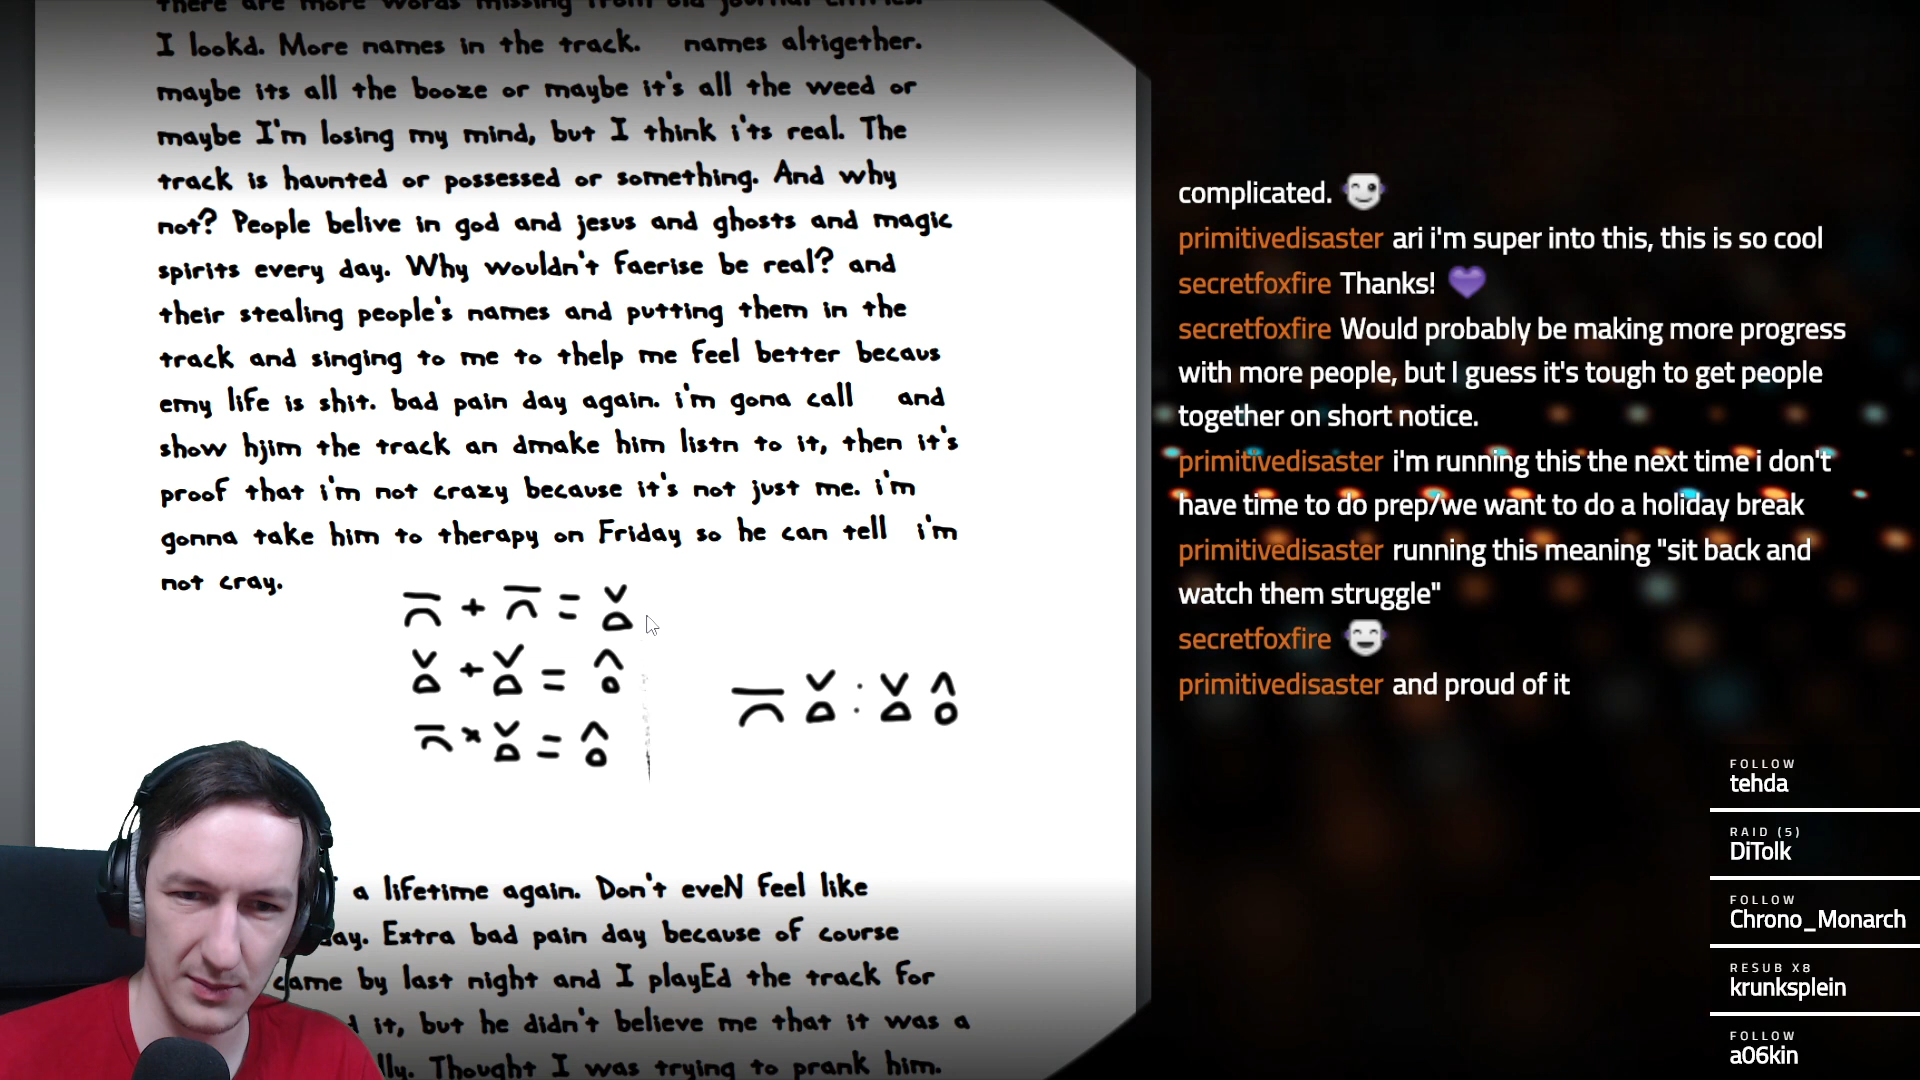 there are more words missing from old journal entries.
I lookd. More names in the track. names altigether.
maybe its all the booze or maybe it's all the weed or
maybe I'm losing my mind, but I think i'ts real. The
track is haunted or possessed or something. And why
not? People belive in god and jesus and ghosts and magic
spirits every day. Why wouldn't faerise be real? and
their stealing people's names and putting them in the
track and singing to me to thelp me feel better becaus
emy life is shit. bad pain day again. i'm gona call and
show hjim the track an dmake him listn to it, then it's
proof that i'm not crazy because it's not just me. i'm
gonna take him to therapy on Friday so he can tell i'm
not cray.
a lifetime again. Don't eveN feel like
day. Extra bad pain day because of course
came by last night and I playEd the track for
it, but he didn't believe me that it was a
lly. Thought I was trying to prank him.
complicated.
primitivedisaster ari i'm super into this, this is so cool
secretfoxfire Thanks!
secretfoxfire Would probably be making more progress
with more people, but I guess it's tough to get people
together on short notice.
primitivedisaster i'm running this the next time i don't
have time to do prep/we want to do a holiday break
primitivedisaster running this meaning "sit back and
watch them struggle"
secretfoxfire
primitivedisaster and proud of it
FOLLOW
tehda
RAID (5)
DiTolk
FOLLOW
Chrono_Monarch
RESUB X8
krunksplein
FOLLOW
a06kin